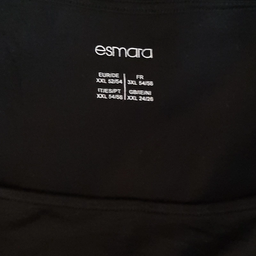 esmara
EUR/DE FR
XXL 52/54 3XL 54/56
IT/ES/PT GB/IE/NI
XXL 54/56 XXL 24/26